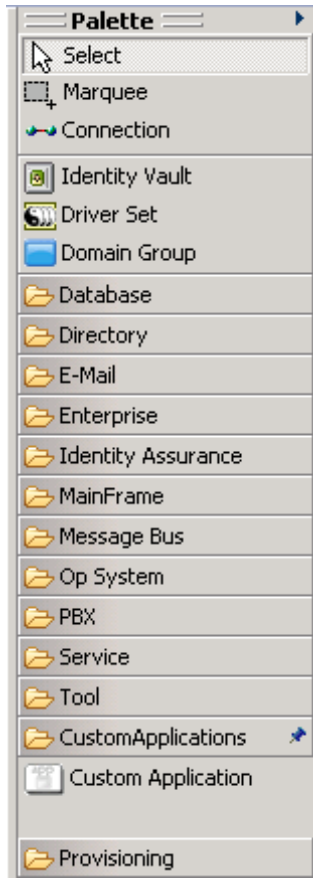 Palette
Select
Marquee
Connection
Identity Vault
Driver Set
Domain Group
Database
Directory
E-Mail
Enterprise
Identity Assurance
MainFrame
Message Bus
Op System
PBX
Service
Tool
CustomApplications
Custom Application
Provisioning